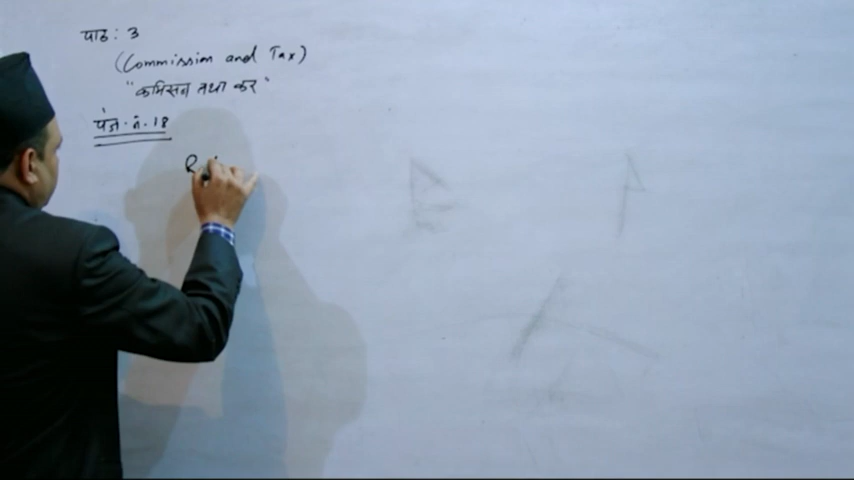 पाठ : 3
(Commission and Tax)
"कमिसन तथा कर"
पेज . नं . 18